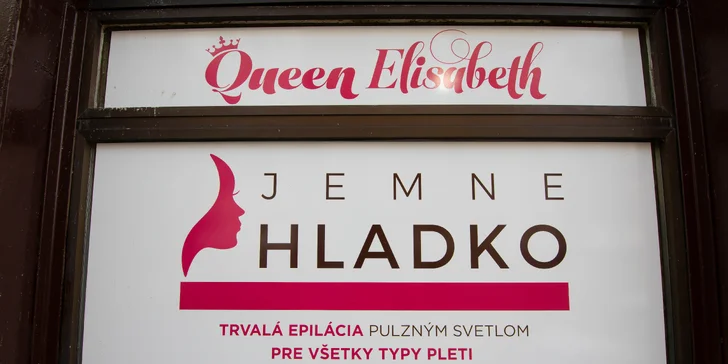 Queen Elisabeth
JEMNE
HLADKO
TRVALÁ EPILÁCIA PULZNÝM SVETLOM
PRE VŠETKY TYPY PLETI